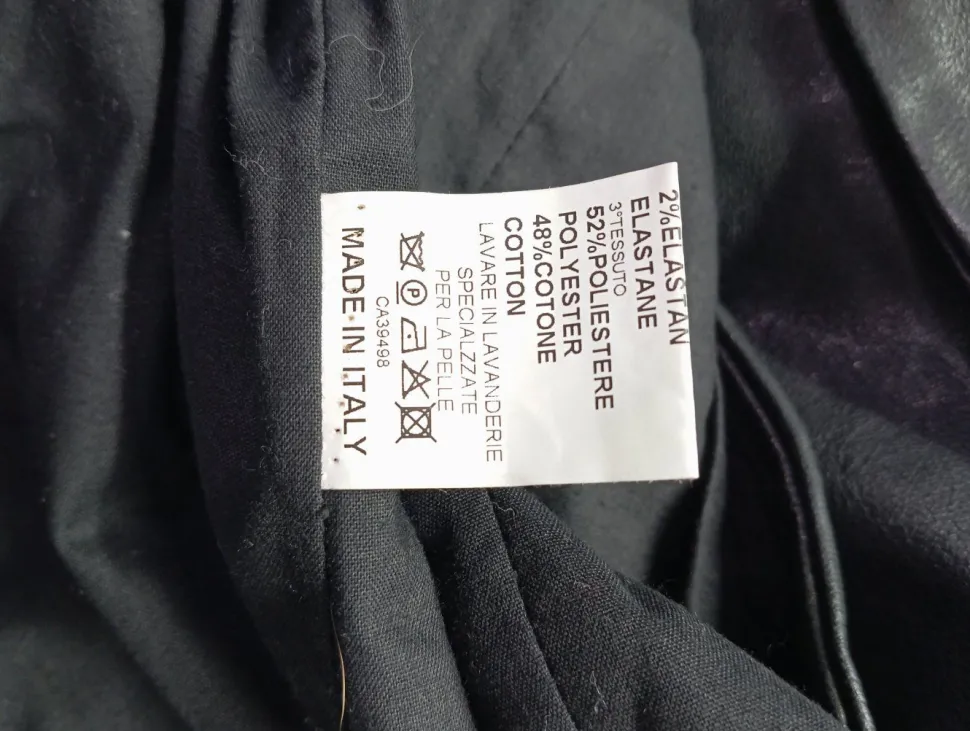 2%ELASTAN
ELASTANE
3°TESSUTO
52%POLIESTERE
POLYESTER
48%COTONE
COTTON
LAVARE IN LAVANDERIE
SPECIALZZATE
PER LA PELLE
P
CA39498
MADE IN ITALY